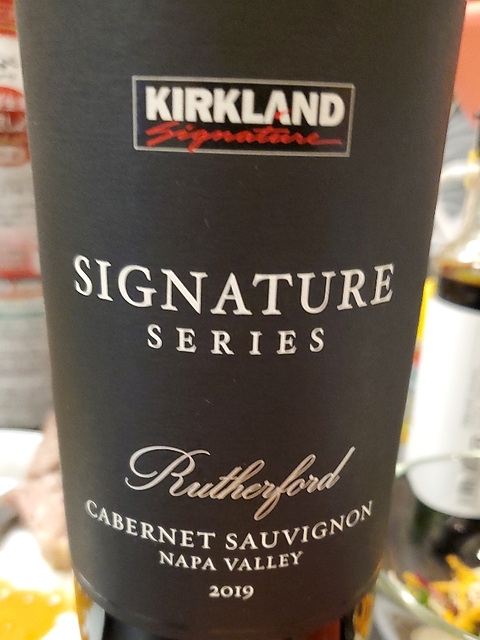 KIRKLAND
Signature
SIGNATURE
SERIES
Rutherford
CABERNET SAUVIGNON
NAPA VALLEY
2019